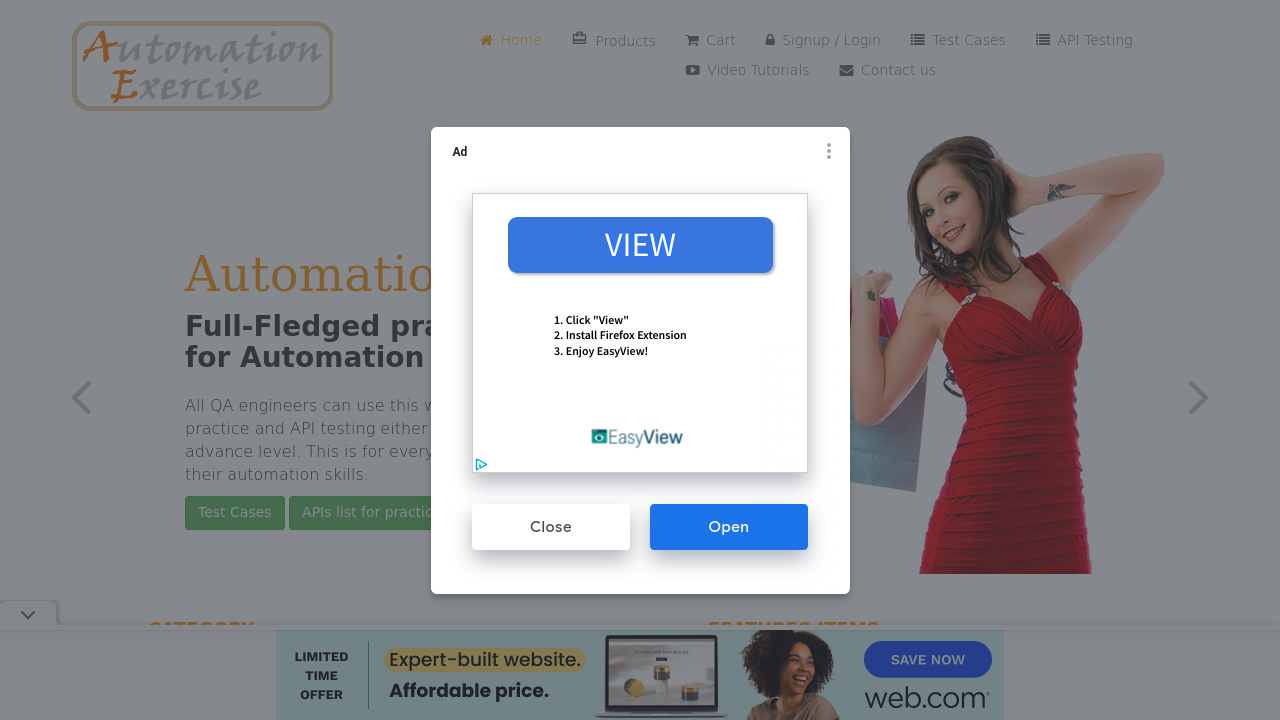 Automation
Exercise
Home
Products
Cart
Signup / Login
Test Cases
API Testing
Video Tutorials
Contact us
Ad
VIEW
1. Click "View"
2. Install Firefox Extension
3. Enjoy EasyView!
EasyView
Close
Open
Automatio
Full-Fledged pra
for Automation
All QA engineers can use this w
practice and API testing either
advance level. This is for every
their automation skills.
Test Cases
APIs list for practic
CATEGORY
FEATURES ITEMS
LIMITED
TIME
OFFER
Expert-built website.
Affordable price.
SAVE NOW
web.com